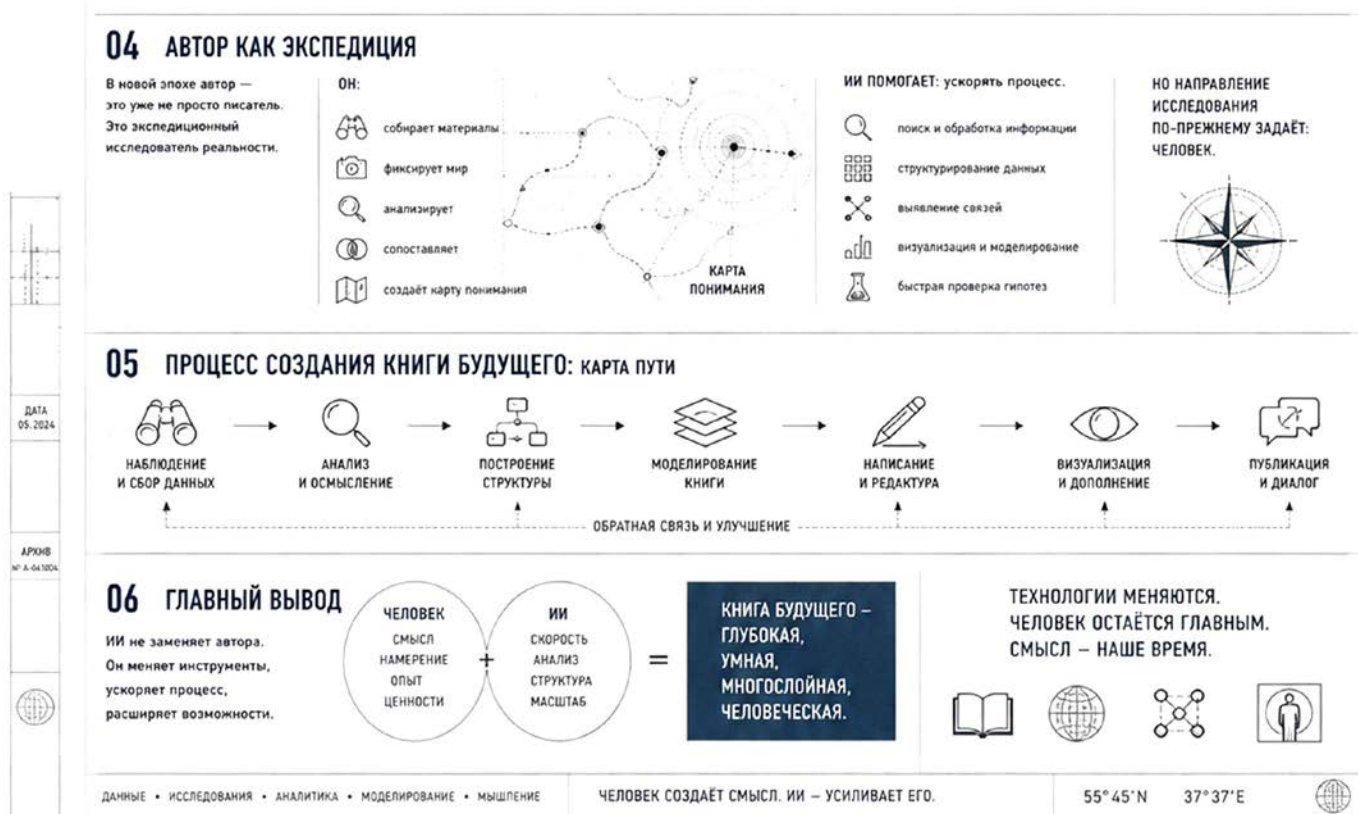 04 АВТОР КАК ЭКСПЕДИЦИЯ
В новой эпохе автор —
это уже не просто писатель.
Это экспедиционный
исследователь реальности.
ОН:
собирает материалы
фиксирует мир
анализирует
сопоставляет
создаёт карту понимания
КАРТА
ПОНИМАНИЯ
ИИ ПОМОГАЕТ: ускорять процесс.
поиск и обработка информации
структурирование данных
выявление связей
визуализация и моделирование
быстрая проверка гипотез
НО НАПРАВЛЕНИЕ
ИССЛЕДОВАНИЯ
ПО-ПРЕЖНЕМУ ЗАДАЁТ:
ЧЕЛОВЕК.
ДАТА
05.2024
АРХНВ
№ А-041004
05 ПРОЦЕСС СОЗДАНИЯ КНИГИ БУДУЩЕГО: КАРТА ПУТИ
НАБЛЮДЕНИЕ
И СБОР ДАННЫХ
АНАЛИЗ
И ОСМЫСЛЕНИЕ
ПОСТРОЕНИЕ
СТРУКТУРЫ
МОДЕЛИРОВАНИЕ
КНИГИ
НАПИСАНИЕ
И РЕДАКТУРА
ВИЗУАЛИЗАЦИЯ
И ДОПОЛНЕНИЕ
ПУБЛИКАЦИЯ
И ДИАЛОГ
ОБРАТНАЯ СВЯЗЬ И УЛУЧШЕНИЕ
06 ГЛАВНЫЙ ВЫВОД
ИИ не заменяет автора.
Он меняет инструменты,
ускоряет процесс,
расширяет возможности.
ЧЕЛОВЕК
СМЫСЛ
НАМЕРЕНИЕ
ОПЫТ
ЦЕННОСТИ
+
ИИ
СКОРОСТЬ
АНАЛИЗ
СТРУКТУРА
МАСШТАБ
=
КНИГА БУДУЩЕГО –
ГЛУБОКАЯ,
УМНАЯ,
МНОГОСЛОЙНАЯ,
ЧЕЛОВЕЧЕСКАЯ.
ТЕХНОЛОГИИ МЕНЯЮТСЯ.
ЧЕЛОВЕК ОСТАЁТСЯ ГЛАВНЫМ.
СМЫСЛ – НАШЕ ВРЕМЯ.
ДАННЫЕ • ИССЛЕДОВАНИЯ • АНАЛИТИКА • МОДЕЛИРОВАНИЕ • МЫШЛЕНИЕ
ЧЕЛОВЕК СОЗДАЁТ СМЫСЛ. ИИ – УСИЛИВАЕТ ЕГО.
55°45'N 37°37'E